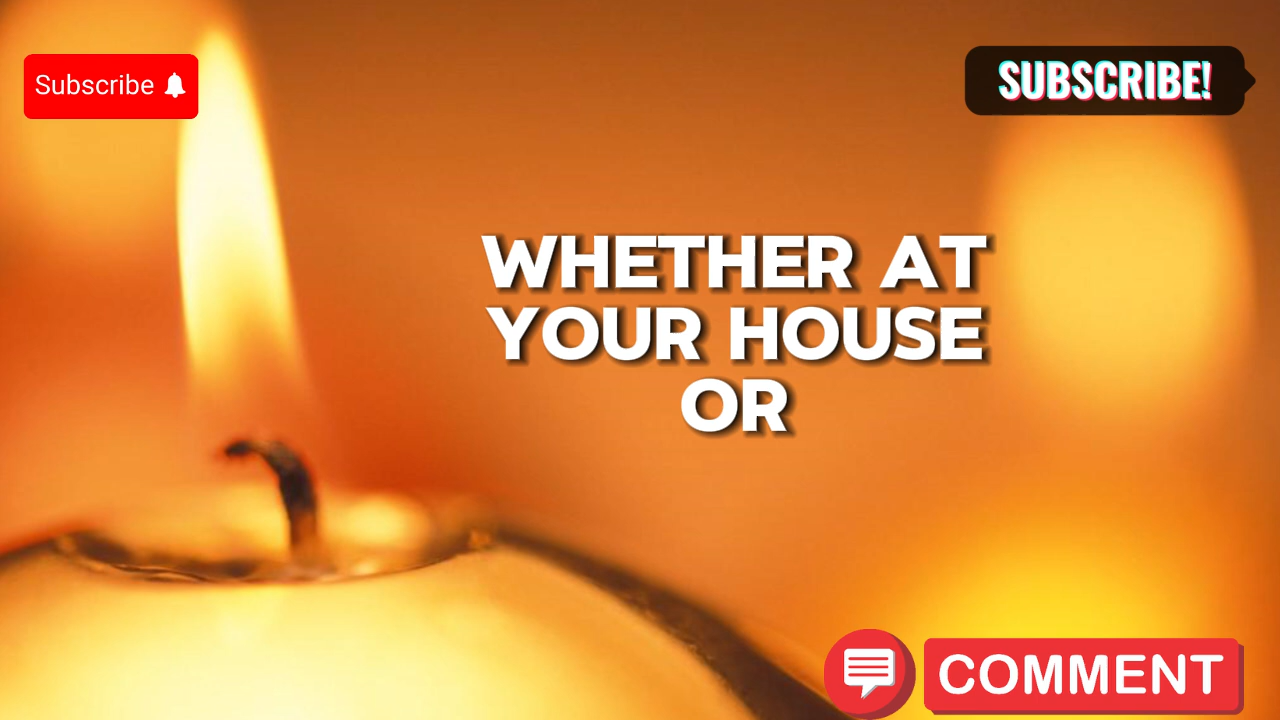 Subscribe
SUBSCRIBE!
WHETHER AT
YOUR HOUSE
OR
COMMENT